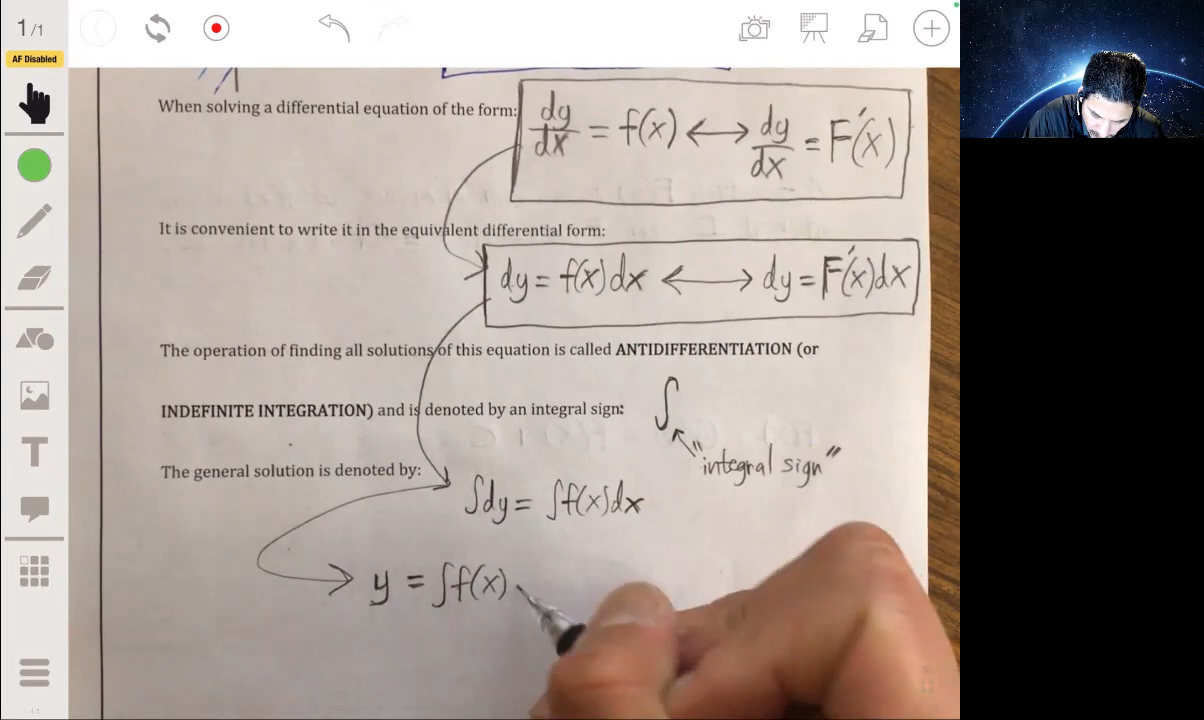 1/1
AF Disabled
When solving a differential equation of the form: dy/dx = f(x) ⟷ dy/dx = F'(x)
It is convenient to write it in the equivalent differential form:
dy = f(x)dx ⟷ dy = F'(x)dx
The operation of finding all solutions of this equation is called ANTIDIFFERENTIATION (or
INDEFINITE INTEGRATION) and is denoted by an integral sign: ∫
"integral sign"
The general solution is denoted by:
∫dy = ∫f(x)dx
y = ∫f(x)
T